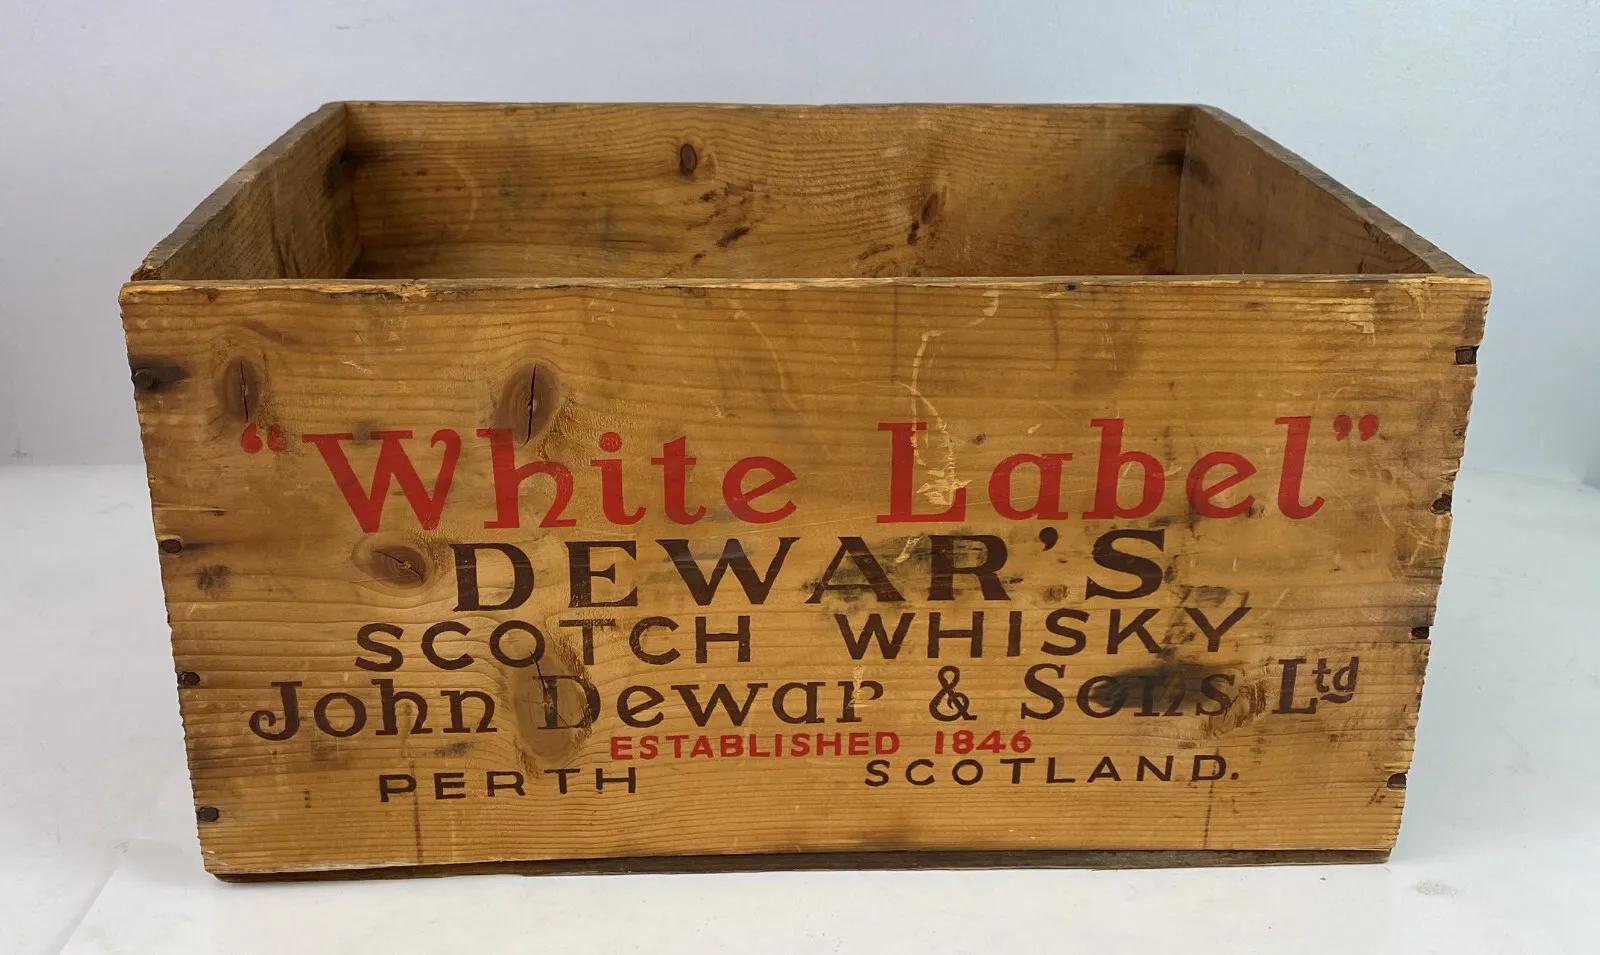 "White Label"
DEWAR'S
SCOTCH WHISKY
John Dewar & Sons Ltd
ESTABLISHED 1846
PERTH SCOTLAND.